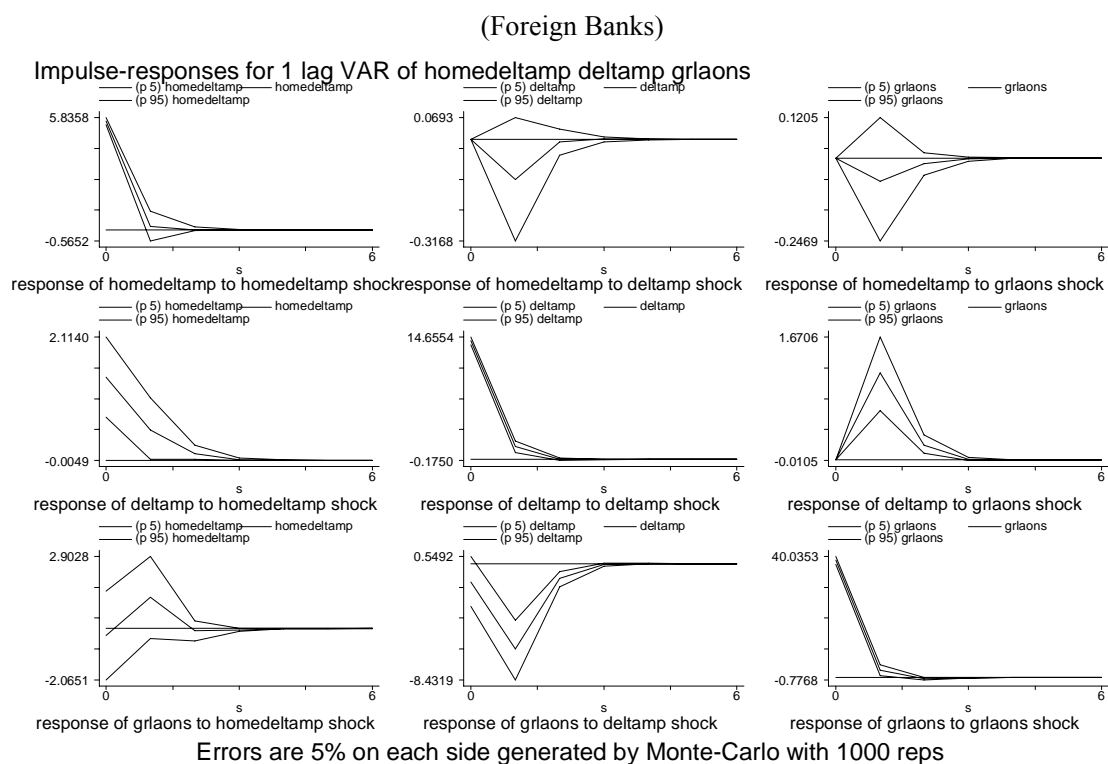 (Foreign Banks)
Impulse-responses for 1 lag VAR of homedeltamp deltamp grlaons
(p 5) homedeltamp homedeltamp
(p 95) homedeltamp
5.8358
-0.5652
0 6
s
response of homedeltamp to homedeltamp shock
(p 5) deltamp deltamp
(p 95) deltamp
0.0693
-0.3168
0 6
s
response of homedeltamp to deltamp shock
(p 5) grlaons grlaons
(p 95) grlaons
0.1205
-0.2469
0 6
s
response of homedeltamp to grlaons shock
(p 5) homedeltamp homedeltamp
(p 95) homedeltamp
2.1140
-0.0049
0 6
s
response of deltamp to homedeltamp shock
(p 5) deltamp deltamp
(p 95) deltamp
14.6554
-0.1750
0 6
s
response of deltamp to deltamp shock
(p 5) grlaons grlaons
(p 95) grlaons
1.6706
-0.0105
0 6
s
response of deltamp to grlaons shock
(p 5) homedeltamp homedeltamp
(p 95) homedeltamp
2.9028
-2.0651
0 6
s
response of grlaons to homedeltamp shock
(p 5) deltamp deltamp
(p 95) deltamp
0.5492
-8.4319
0 6
s
response of grlaons to deltamp shock
(p 5) grlaons grlaons
(p 95) grlaons
40.0353
-0.7768
0 6
s
response of grlaons to grlaons shock
Errors are 5% on each side generated by Monte-Carlo with 1000 reps